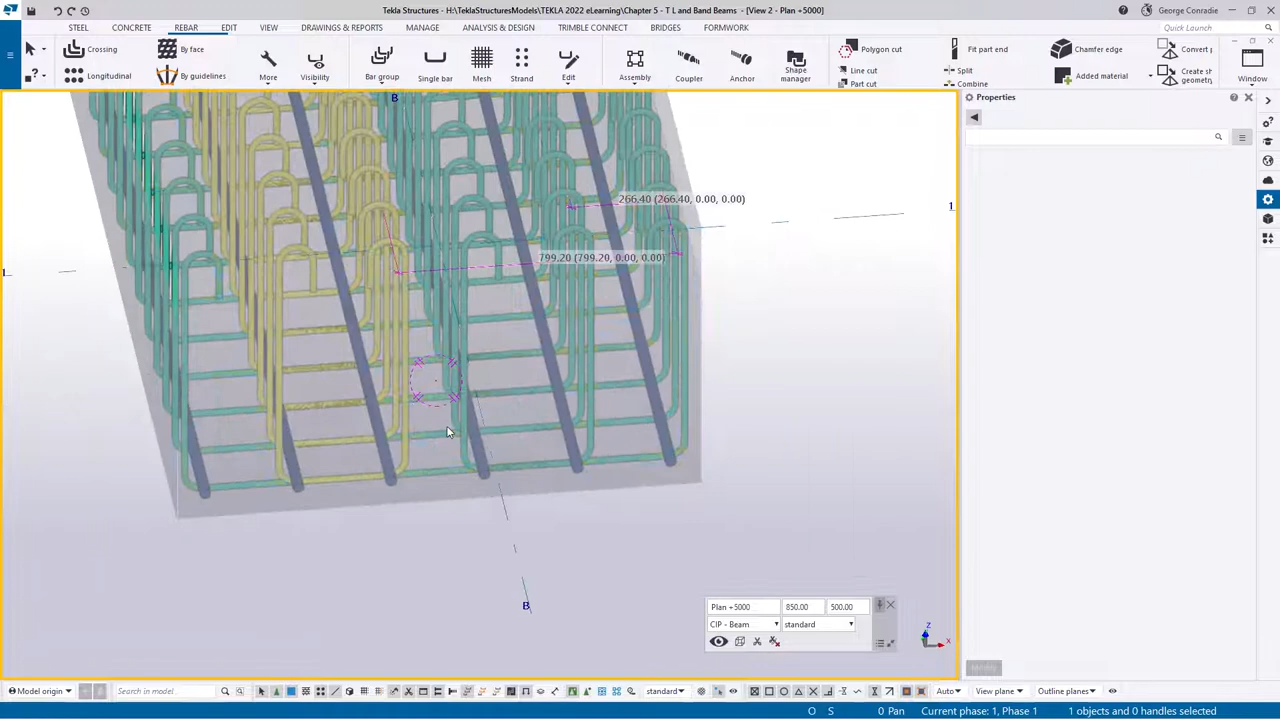 Tekla Structures - H:\TeklaStructuresModels\TEKLA 2022 eLearning\Chapter 5 - T L and Band Beams - [View 2 - Plan +5000]
George Conradie
STEEL CONCRETE REBAR EDIT VIEW DRAWINGS & REPORTS MANAGE ANALYSIS & DESIGN TRIMBLE CONNECT BRIDGES FORMWORK
Quick Launch
Crossing By face Polygon cut Fit part end Chamfer edge Convert p
Longitudinal By guidelines More Visibility Bar group Single bar Mesh Strand Edit Assembly Coupler Anchor Shape manager Line cut Split Added material Create sh geometry Window
Part cut Combine
B
Properties
266.40 (266.40, 0.00, 0.00)
1
799.20 (799.20, 0.00, 0.00)
B
Plan +5000 850.00 500.00
CIP - Beam standard
Z
X
Modify
Model origin Search in model standard Auto View plane Outline planes
O S 0 Pan Current phase: 1, Phase 1 1 objects and 0 handles selected